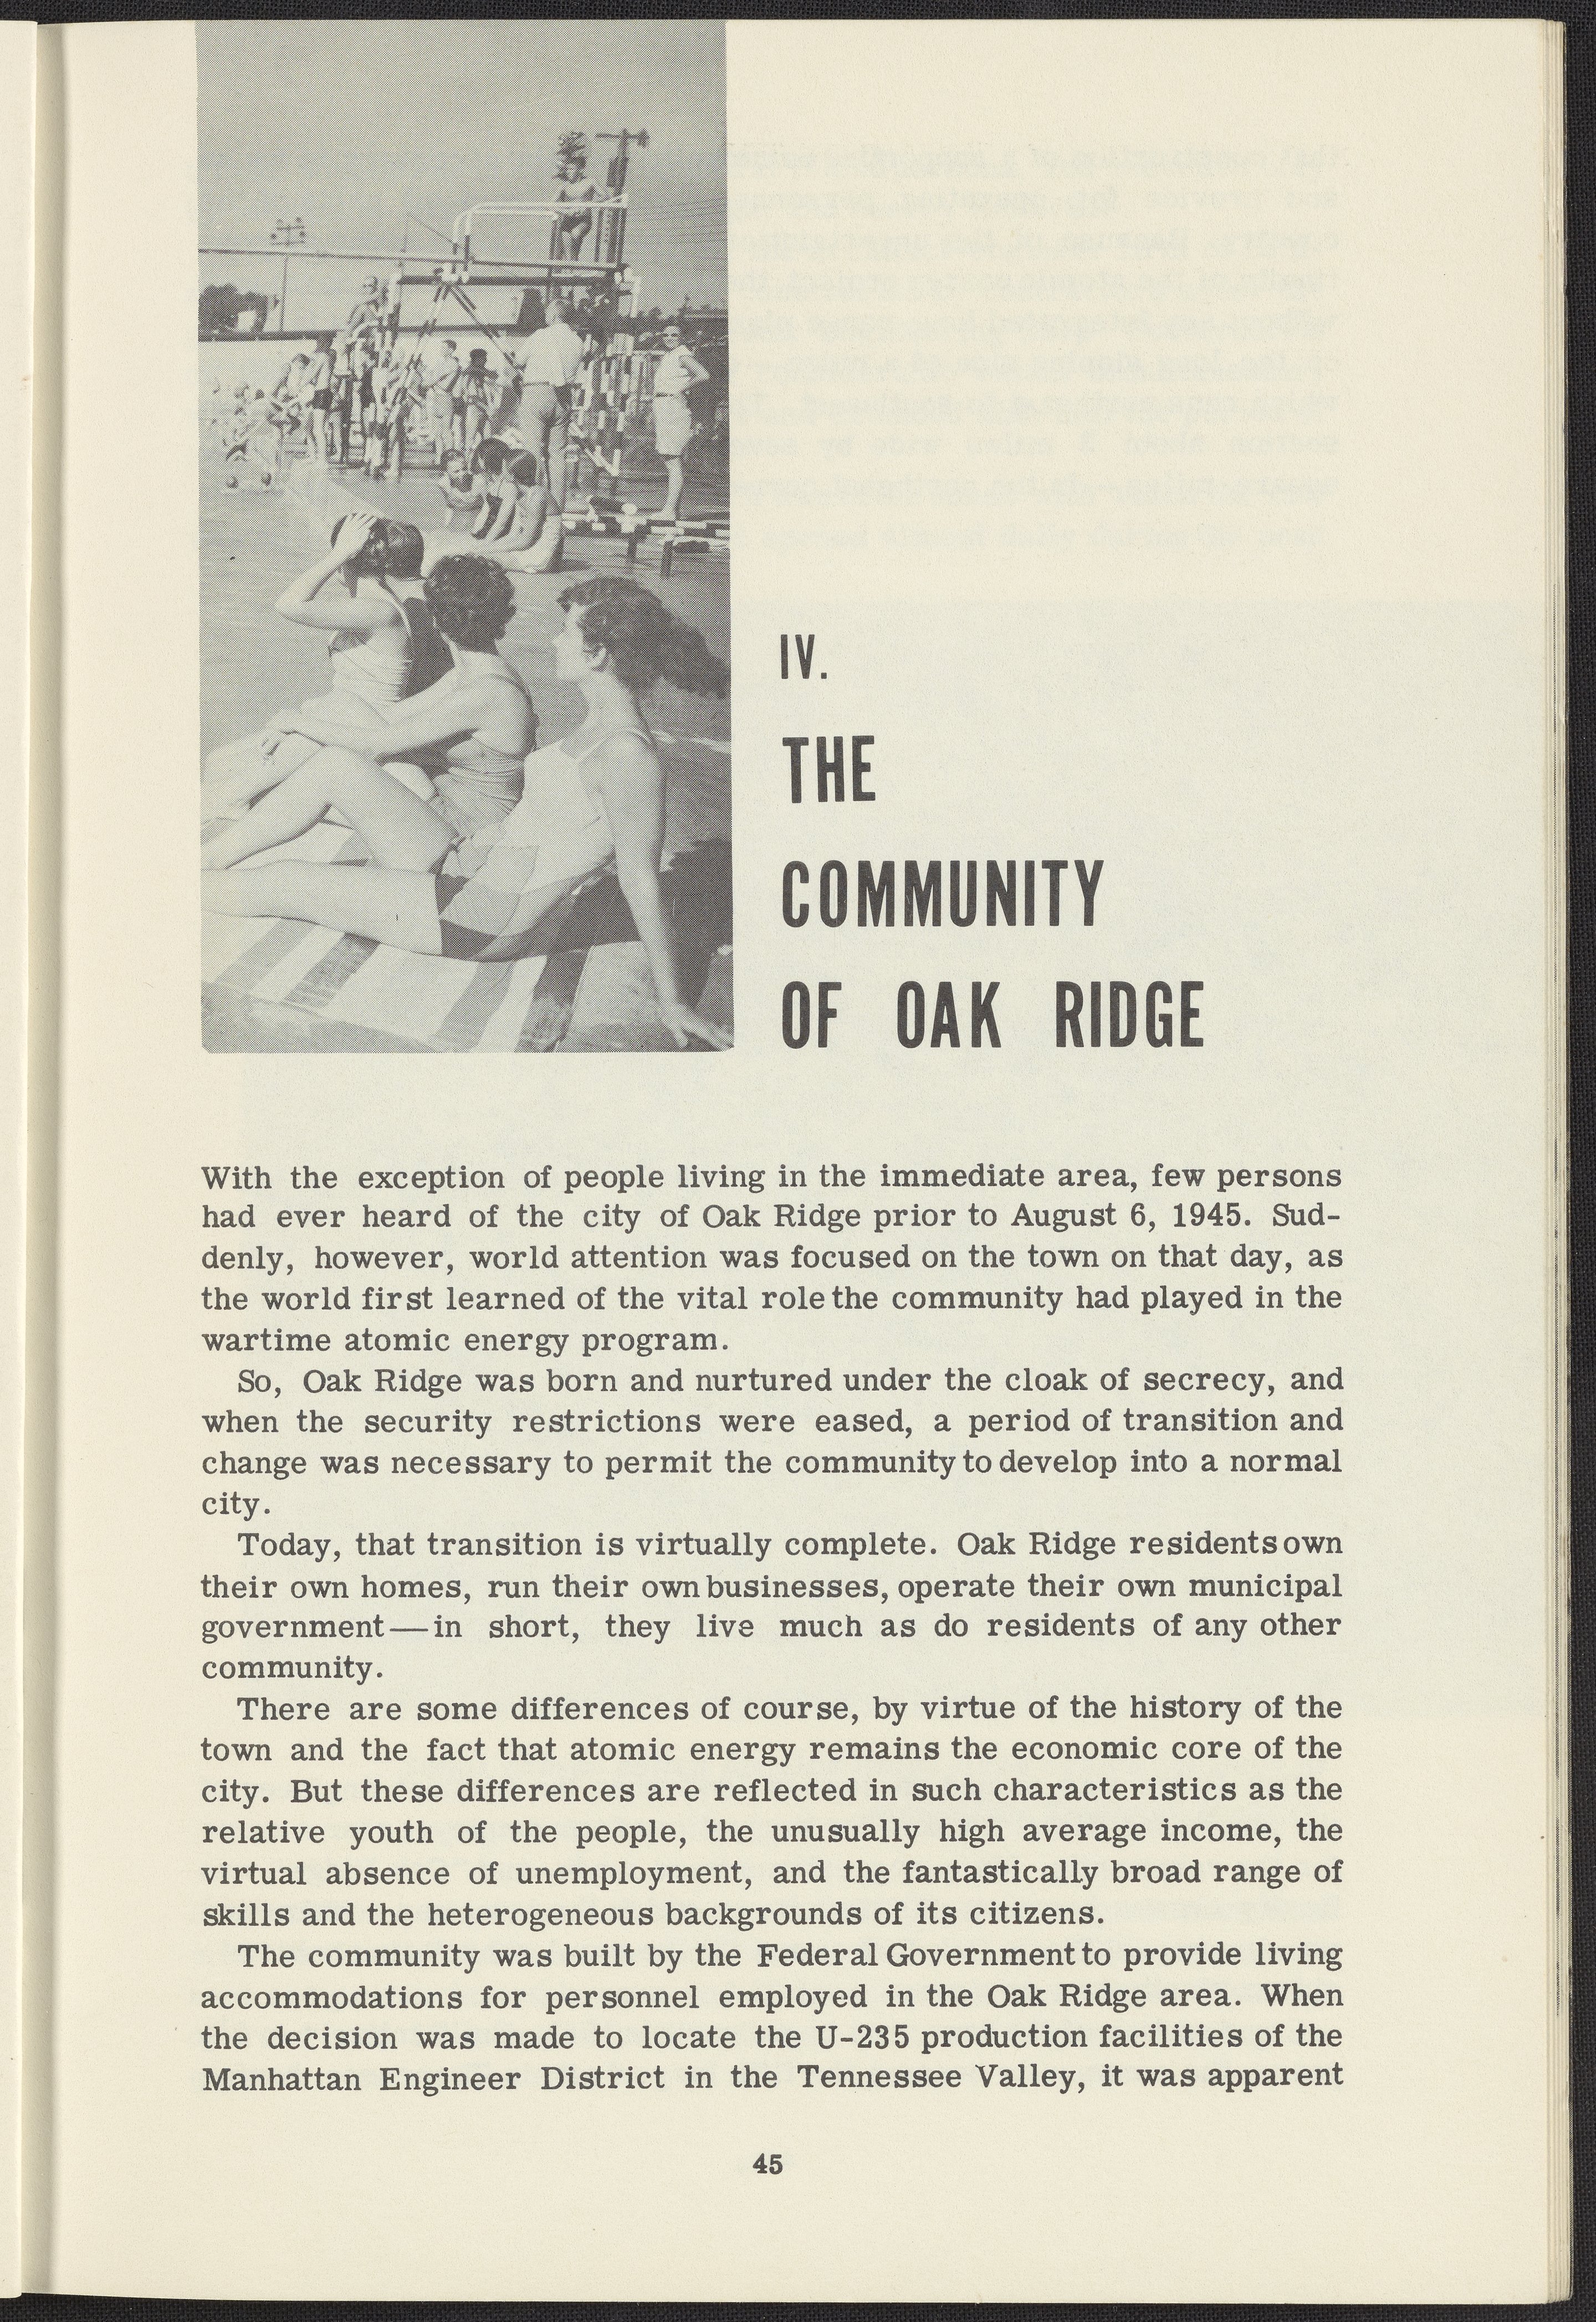 IV.
THE
COMMUNITY
OF OAK RIDGE
With the exception of people living in the immediate area, few persons
had ever heard of the city of Oak Ridge prior to August 6, 1945. Sud-
denly, however, world attention was focused on the town on that day, as
the world first learned of the vital role the community had played in the
wartime atomic energy program.
So, Oak Ridge was born and nurtured under the cloak of secrecy, and
when the security restrictions were eased, a period of transition and
change was necessary to permit the community to develop into a normal
city.
Today, that transition is virtually complete. Oak Ridge residents own
their own homes, run their own businesses, operate their own municipal
government—in short, they live much as do residents of any other
community.
There are some differences of course, by virtue of the history of the
town and the fact that atomic energy remains the economic core of the
city. But these differences are reflected in such characteristics as the
relative youth of the people, the unusually high average income, the
virtual absence of unemployment, and the fantastically broad range of
skills and the heterogeneous backgrounds of its citizens.
The community was built by the Federal Government to provide living
accommodations for personnel employed in the Oak Ridge area. When
the decision was made to locate the U-235 production facilities of the
Manhattan Engineer District in the Tennessee Valley, it was apparent
45